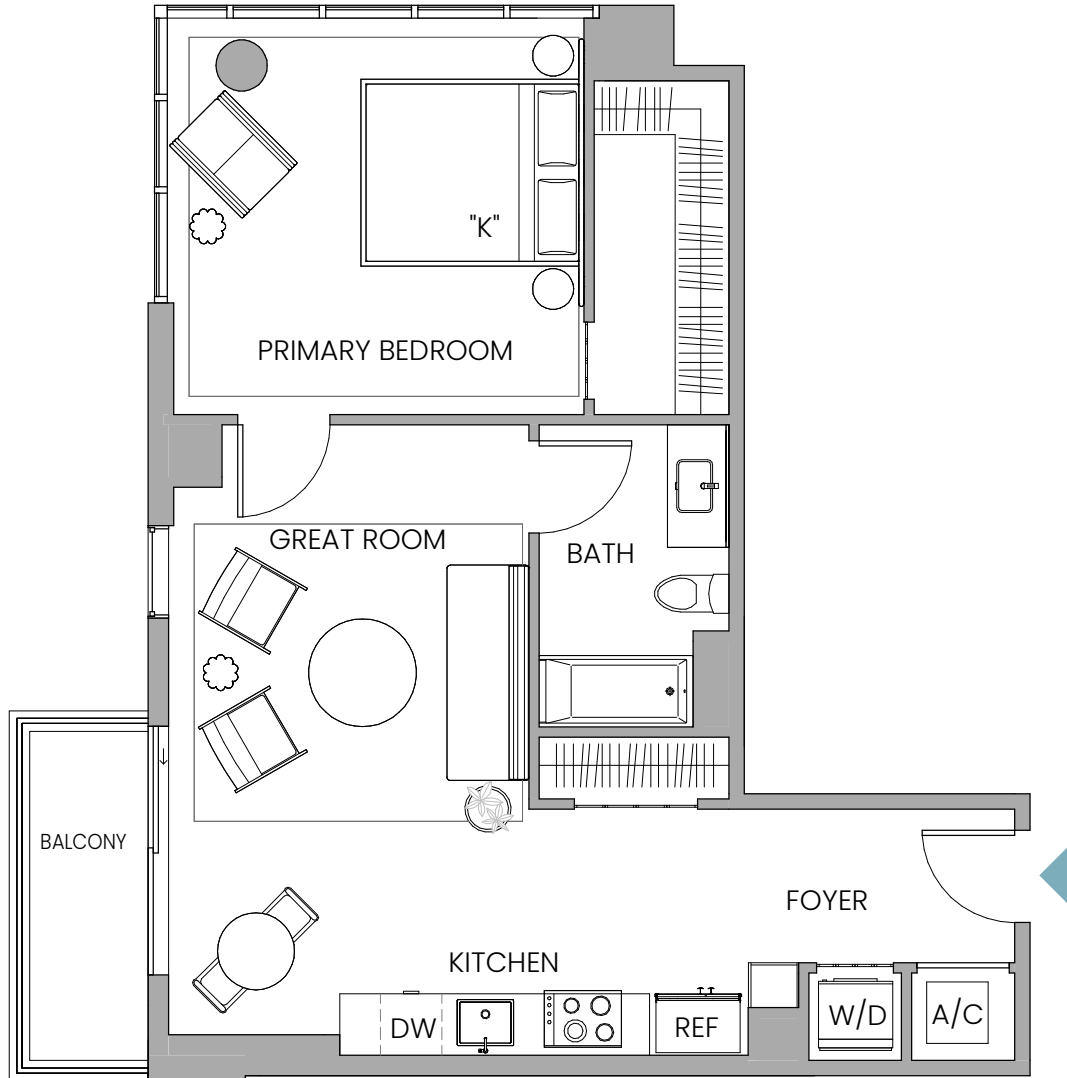 "K"
PRIMARY BEDROOM
GREAT ROOM
BATH
BALCONY
FOYER
KITCHEN
DW
REF
W/D
A/C